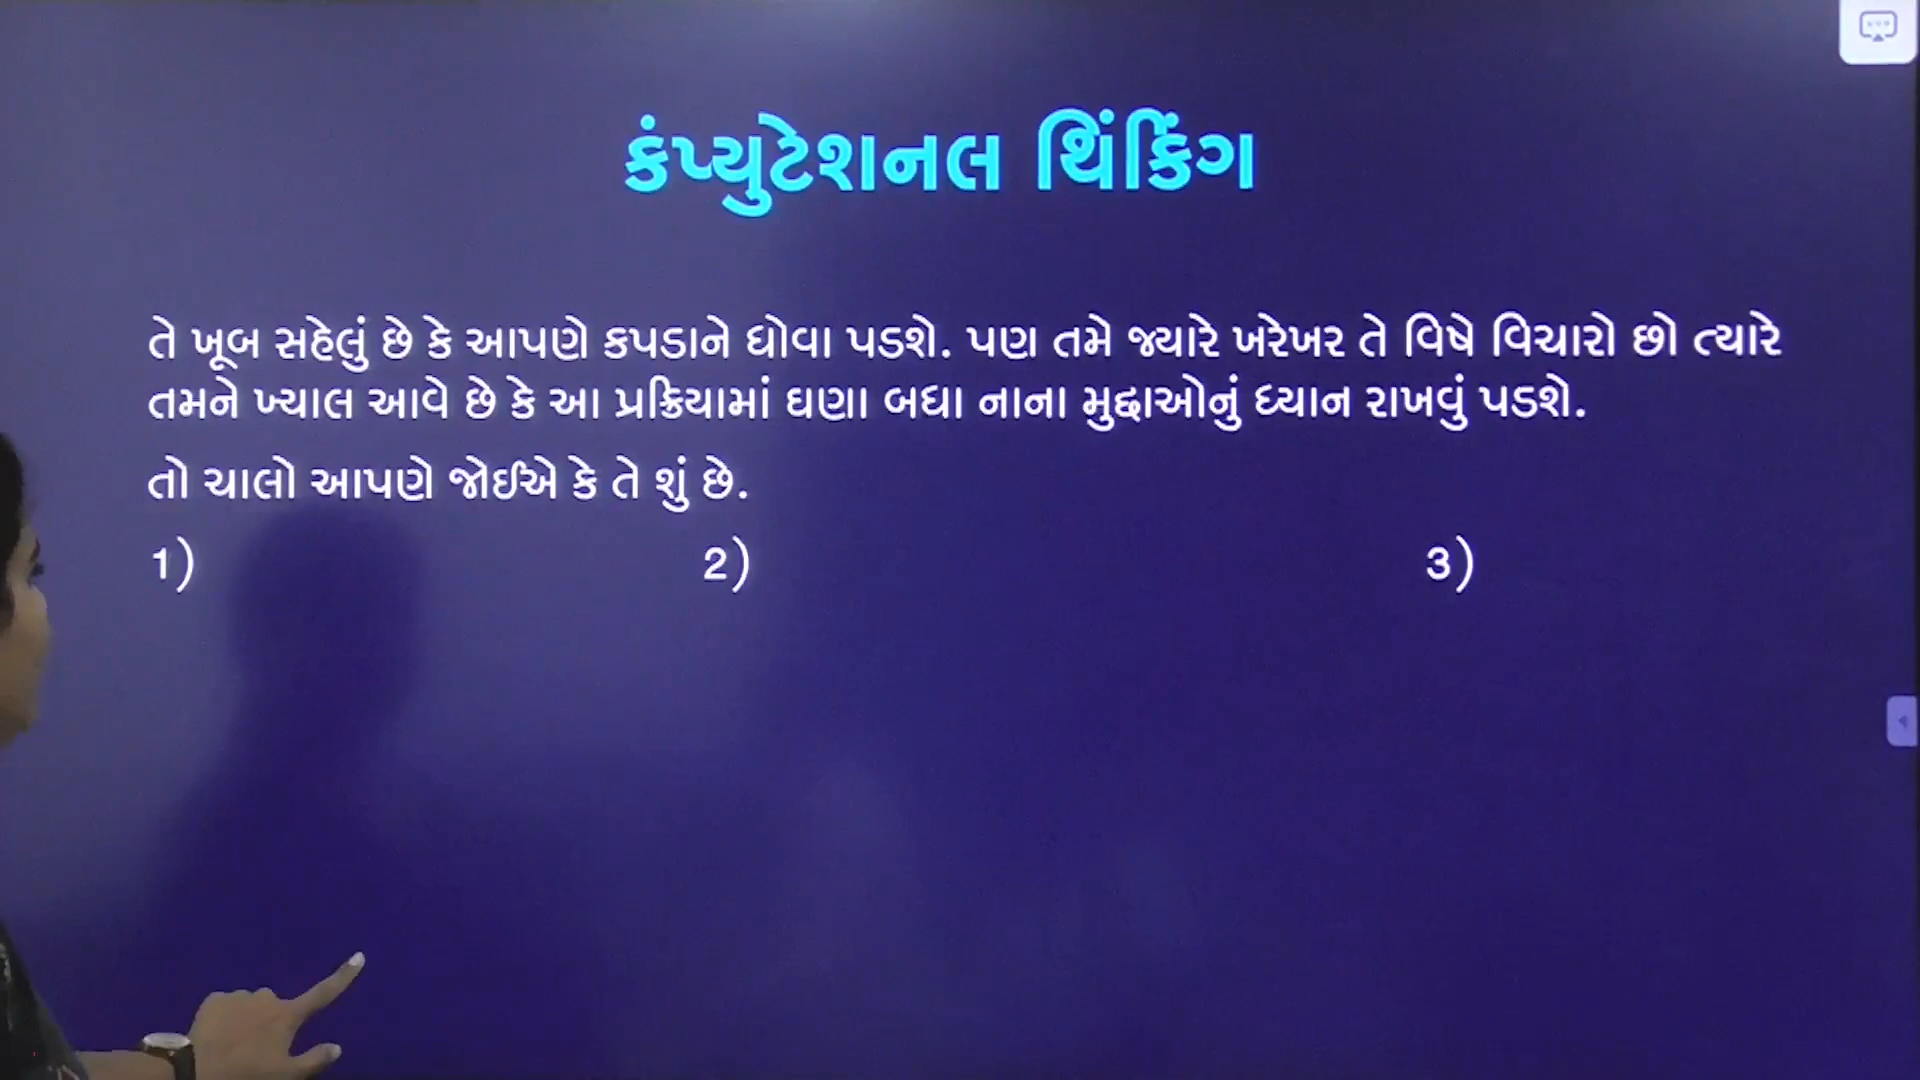 કંપ્યુટેશનલ થિંકિંગ
તે ખૂબ સહેલું છે કે આપણે કપડાને ધોવા પડશે. પણ તમે જ્યારે ખરેખર તે વિષે વિચારો છો ત્યારે
તમને ખ્યાલ આવે છે કે આ પ્રક્રિયામાં ઘણા બધા નાના મુદ્દાઓનું ધ્યાન રાખવું પડશે.
તો ચાલો આપણે જોઈએ કે તે શું છે.
1) 2) 3)